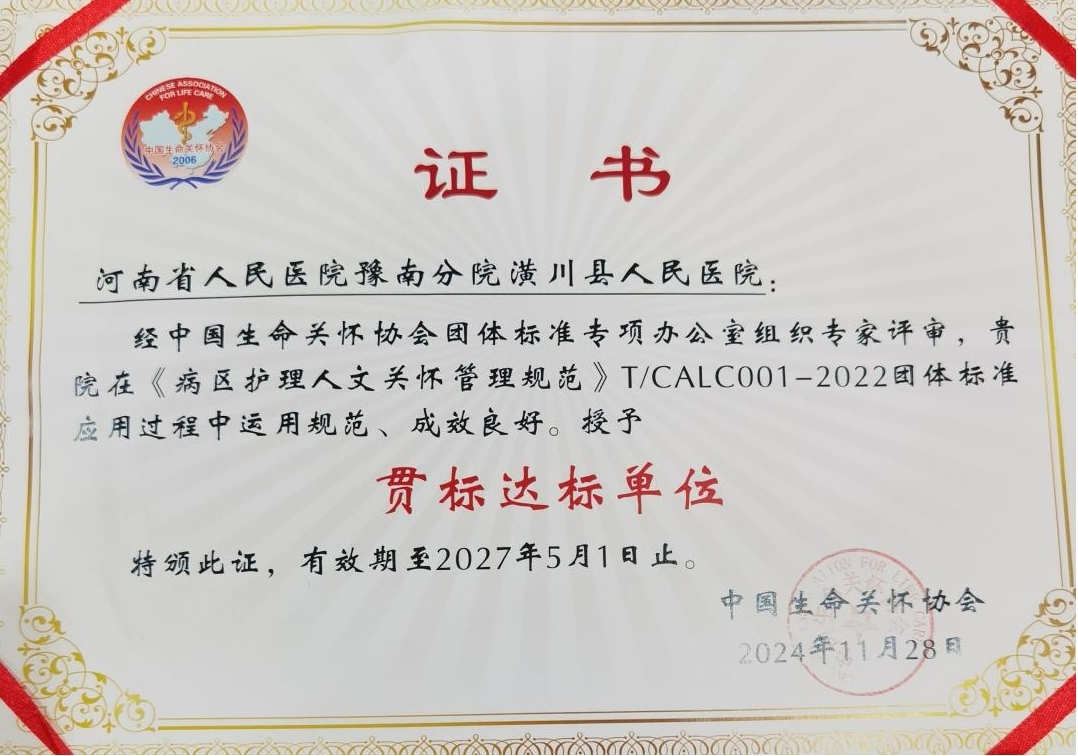 CHINESE ASSOCIATION
FOR LIFE CARE
中国生命关怀协会
2006
证 书
河南省人民医院豫南分院潢川县人民医院：
经中国生命关怀协会团体标准专项办公室组织专家评审，贵
院在《病区护理人文关怀管理规范》T/CALC001-2022团体标准
应用过程中运用规范、成效良好。授予
贯标达标单位
特颁此证，有效期至2027年5月1日止。
中国生命关怀协会
2024年11月28日